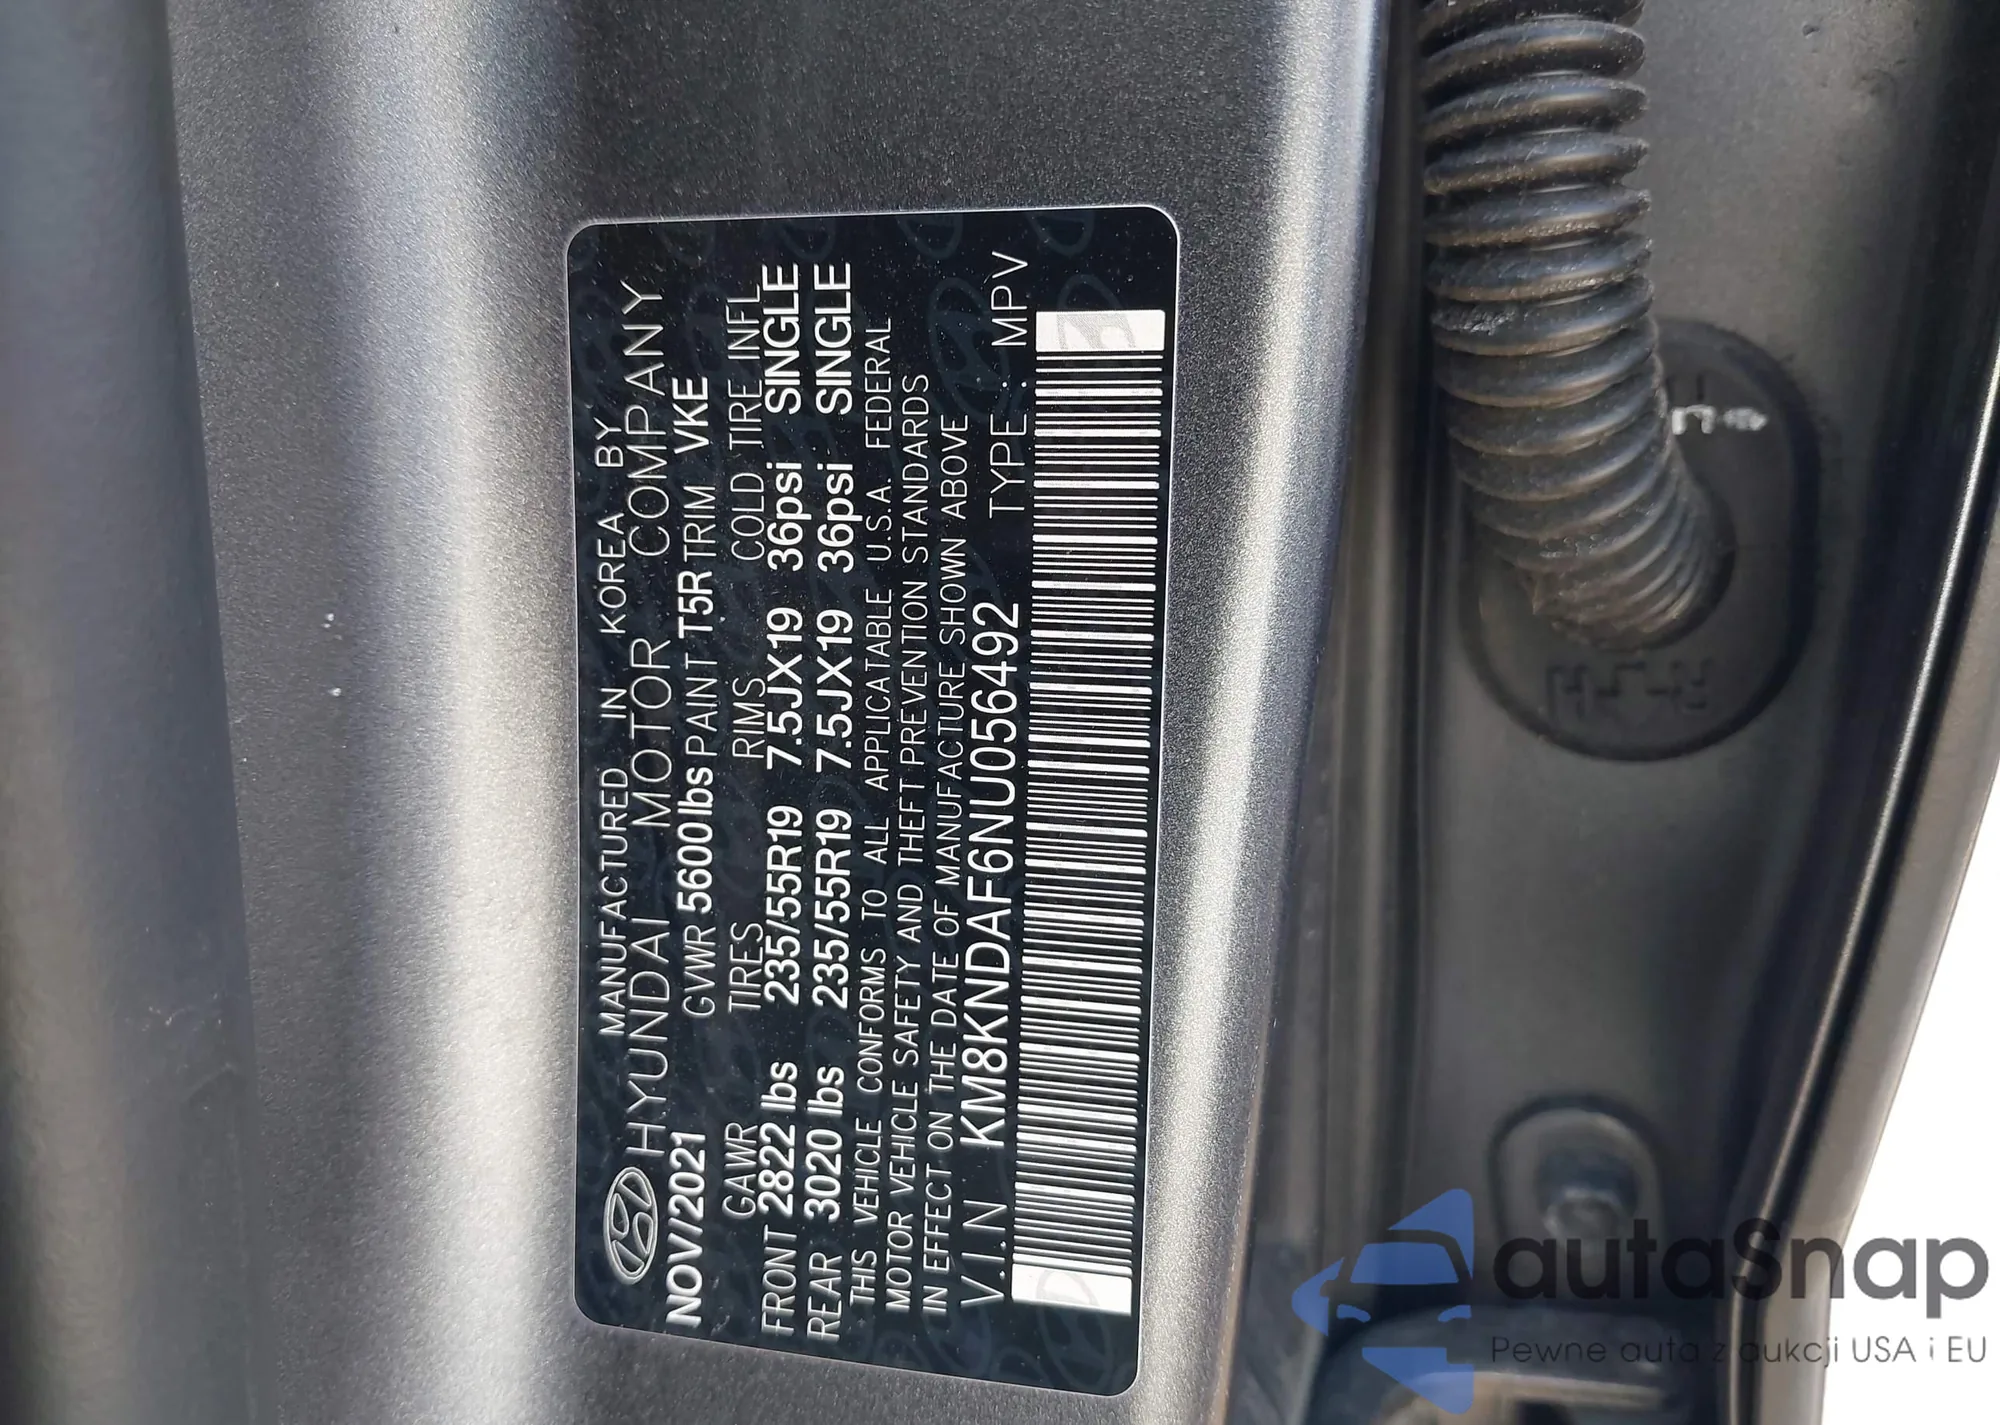 MANUFACTURED IN KOREA BY
HYUNDAI MOTOR COMPANY
NOV/2021 GVWR 5600lbs PAINT T5R TRIM VKE
GAWR TIRES RIMS COLD TIRE INFL
FRONT 2822 lbs 235/55R19 7.5JX19 36psi SINGLE
REAR 3020 lbs 235/55R19 7.5JX19 36psi SINGLE
THIS VEHICLE CONFORMS TO ALL APPLICATABLE U.S.A. FEDERAL
MOTOR VEHICLE SAFETY AND THEFT PREVENTION STANDARDS
IN EFFECT ON THE DATE OF MANUFACTURE SHOWN ABOVE
V.I.N KM8KNDAF6NU056492 TYPE: MPV
autaSnap
Pewne auta z aukcji USA i EU